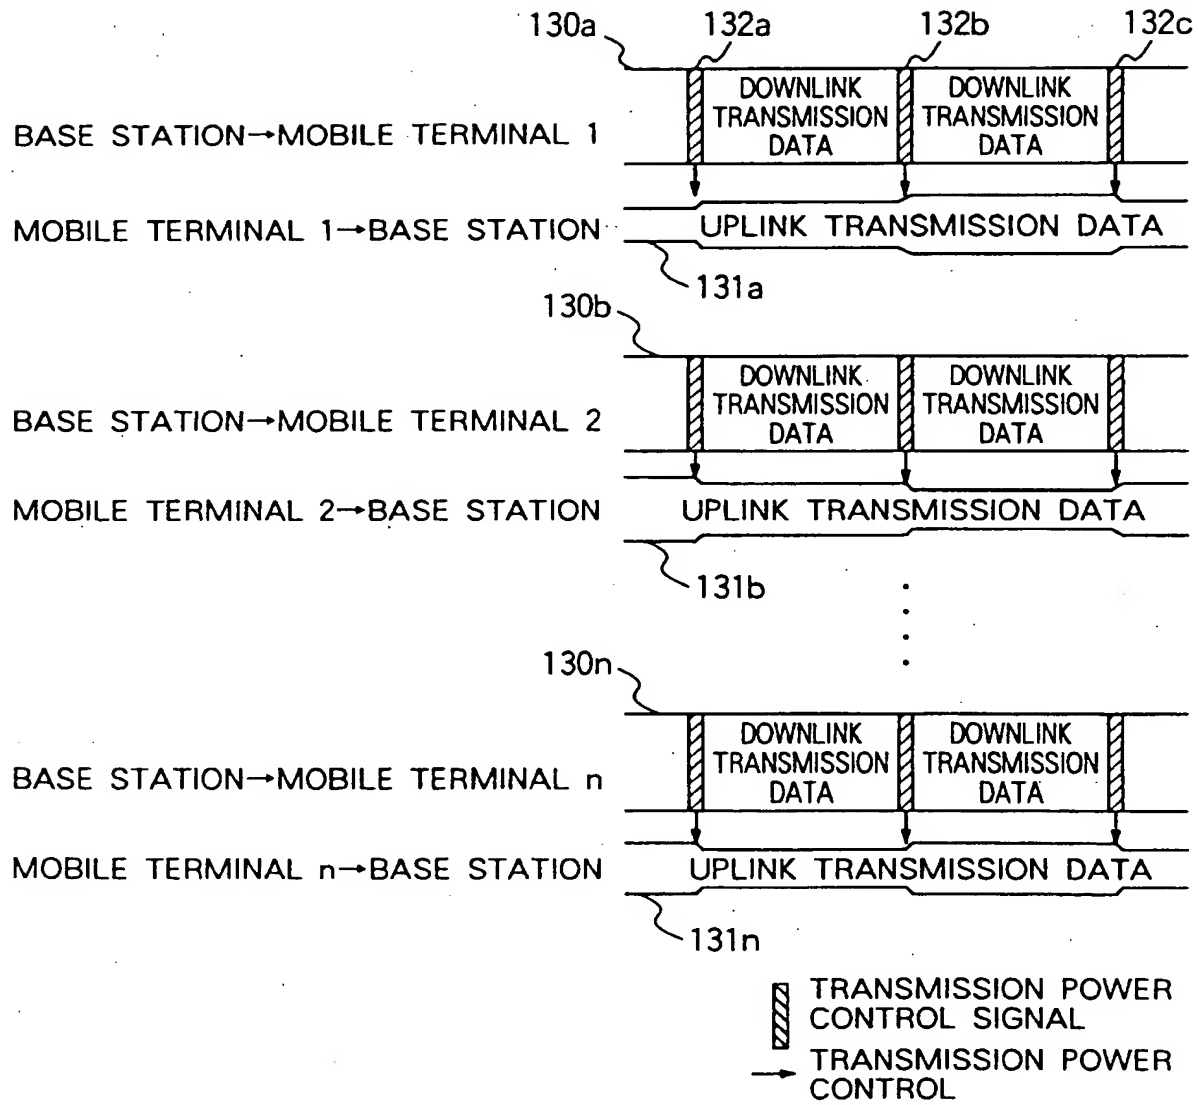 130a
132a
132b
132c
BASE STATION→MOBILE TERMINAL 1
DOWNLINK
TRANSMISSION
DATA
DOWNLINK
TRANSMISSION
DATA
MOBILE TERMINAL 1→BASE STATION
UPLINK TRANSMISSION DATA
131a
130b
BASE STATION→MOBILE TERMINAL 2
DOWNLINK
TRANSMISSION
DATA
DOWNLINK
TRANSMISSION
DATA
MOBILE TERMINAL 2→BASE STATION
UPLINK TRANSMISSION DATA
131b
130n
BASE STATION→MOBILE TERMINAL n
DOWNLINK
TRANSMISSION
DATA
DOWNLINK
TRANSMISSION
DATA
MOBILE TERMINAL n→BASE STATION
UPLINK TRANSMISSION DATA
131n
TRANSMISSION POWER
CONTROL SIGNAL
TRANSMISSION POWER
CONTROL